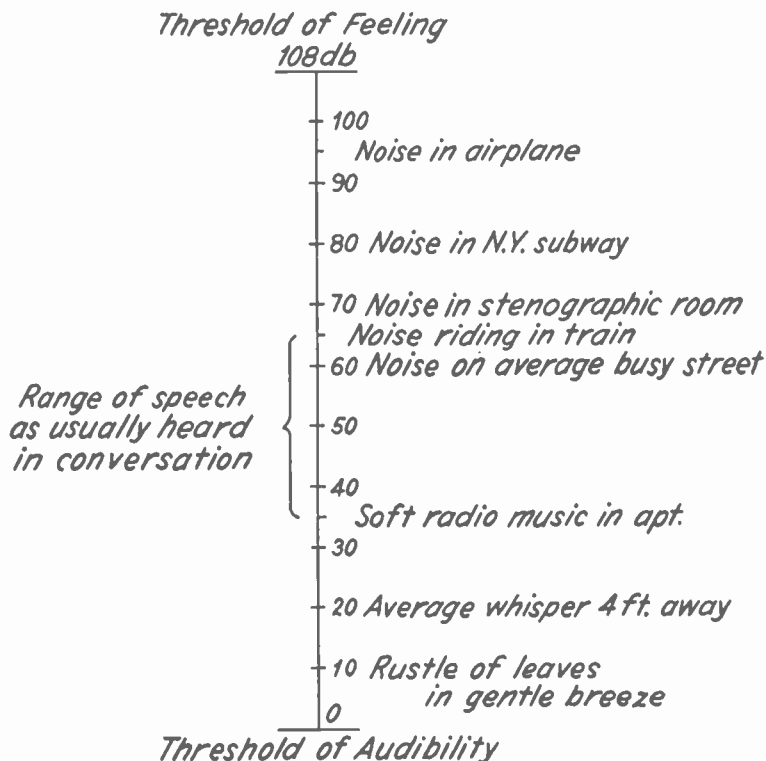 Threshold of Feeling
108db
100
Noise in airplane
90
80 Noise in N.Y. subway
70 Noise in stenographic room
Noise riding in train
60 Noise on average busy street
Range of speech
as usually heard
in conversation
50
40
Soft radio music in apt.
30
20 Average whisper 4 ft. away
10 Rustle of leaves
in gentle breeze
0
Threshold of Audibility